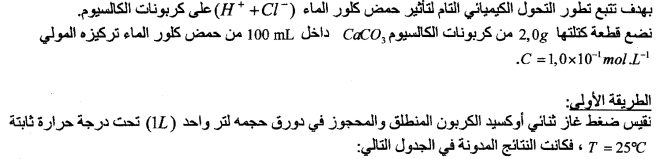 بهدف تتبع تطور التحول الكيميائي التام لتأثير حمض كلور الماء (H⁺ + Cl⁻) على كربونات الكالسيوم.
نضع قطعة كتلتها 2,0g من كربونات الكالسيوم CaCO₃ داخل 100 mL من حمض كلور الماء تركيزه المولي
C = 1,0×10⁻¹ mol.L⁻¹.
الطريقة الأولى:
نقيس ضغط غاز ثنائي أوكسيد الكربون المنطلق والمحجوز في دورق حجمه لتر واحد (1L) تحت درجة حرارة ثابتة
T = 25°C ، فكانت النتائج المدونة في الجدول التالي: